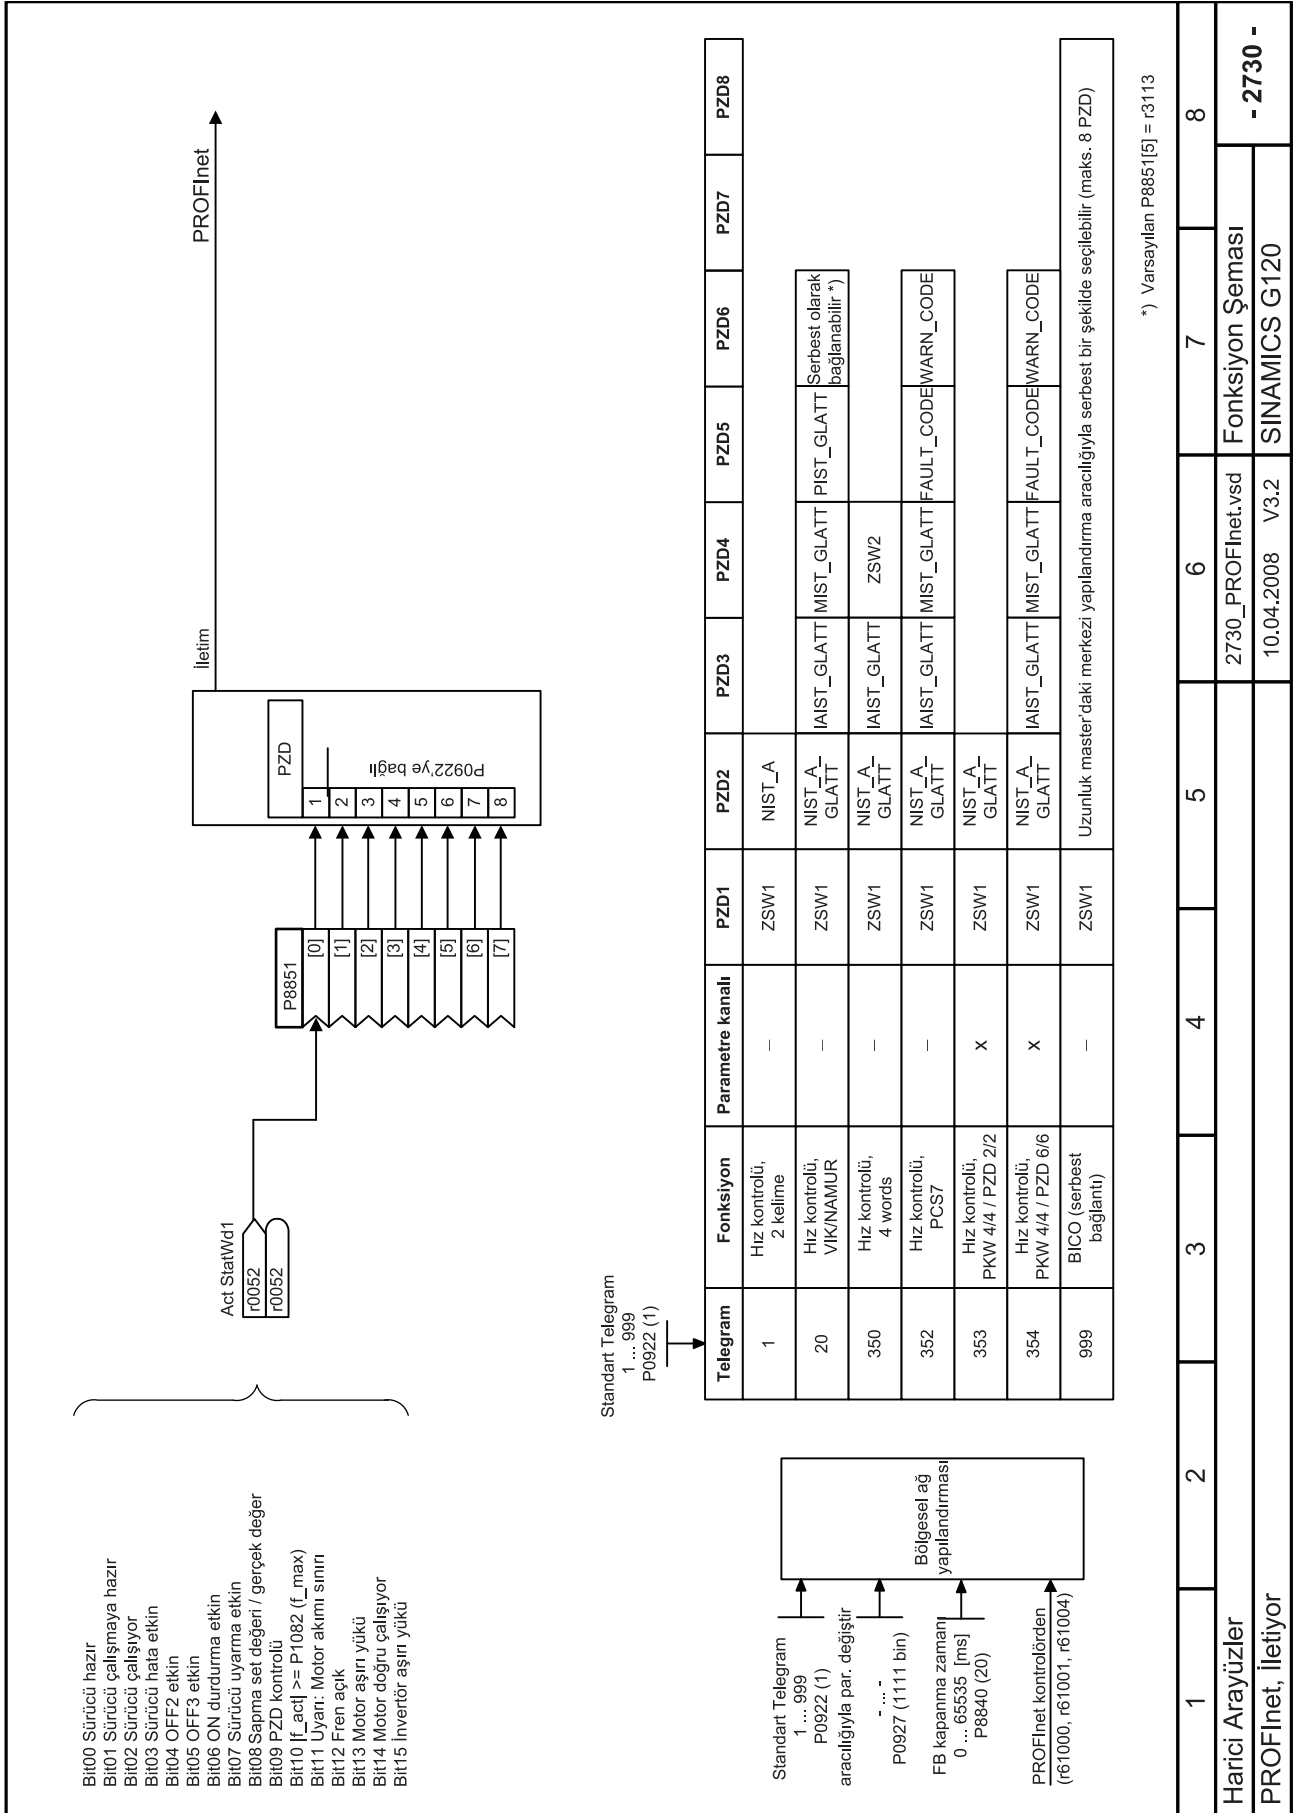 Bit00 Sürücü hazır
Bit01 Sürücü çalışmaya hazır
Bit02 Sürücü çalışıyor
Bit03 Sürücü hata etkin
Bit04 OFF2 etkin
Bit05 OFF3 etkin
Bit06 ON durdurma etkin
Bit07 Sürücü uyarma etkin
Bit08Sapma set değeri / gerçek değer
Bit09 PZD kontrolü
Bit10 |f_act| >= P1082 (f_max)
Bit11 Uyarı: Motor akımı sınırı
Bit12 Fren açık
Bit13 Motor aşırı yükü
Bit14 Motor doğru çalışıyor
Bit15 İnvertör aşırı yükü
Act StatWd1
r0052
r0052
P8851
[0]
[1]
[2]
[3]
[4]
[5]
[6]
[7]
PZD
1
2
3
4
5
6
7
8
P0922'ye bağlı
İletim
PROFInet
Standart Telegram
1 ... 999
P0922 (1)
Standart Telegram
1 ... 999
P0922 (1)
aracılığıyla par. değiştir
- ... -
P0927 (1111 bin)
FB kapanma zamanı
0 ... 65535 [ms]
P8840 (20)
PROFInet kontrolörden
(r61000, r61001, r61004)
Bölgesel ağ
yapılandırması
Telegram Fonksiyon Parametre kanalı PZD1 PZD2 PZD3 PZD4 PZD5 PZD6 PZD7 PZD8
1 Hız kontrolü, 2 kelime – ZSW1 NIST_A
20 Hız kontrolü, VIK/NAMUR – ZSW1 NIST_A_GLATT IAIST_GLATT MIST_GLATT PIST_GLATT Serbest olarak bağlanabilir *)
350 Hız kontrolü, 4 words – ZSW1 NIST_A_GLATT IAIST_GLATT ZSW2
352 Hız kontrolü, PCS7 – ZSW1 NIST_A_GLATT IAIST_GLATT MIST_GLATT FAULT_CODE WARN_CODE
353 Hız kontrolü, PKW 4/4 / PZD 2/2 x ZSW1 NIST_A_GLATT
354 Hız kontrolü, PKW 4/4 / PZD 6/6 x ZSW1 NIST_A_GLATT IAIST_GLATT MIST_GLATT FAULT_CODE WARN_CODE
999 BICO (serbest bağlantı) – ZSW1 Uzunluk master'daki merkezi yapılandırma aracılığıyla serbest bir şekilde seçilebilir (maks. 8 PZD)
*) Varsayılan P8851[5] = r3113
1 2 3 4 5 6 7 8
Harici Arayüzler 2730_PROFInet.vsd Fonksiyon Şeması - 2730 -
PROFInet, İletiyor 10.04.2008 V3.2 SINAMICS G120